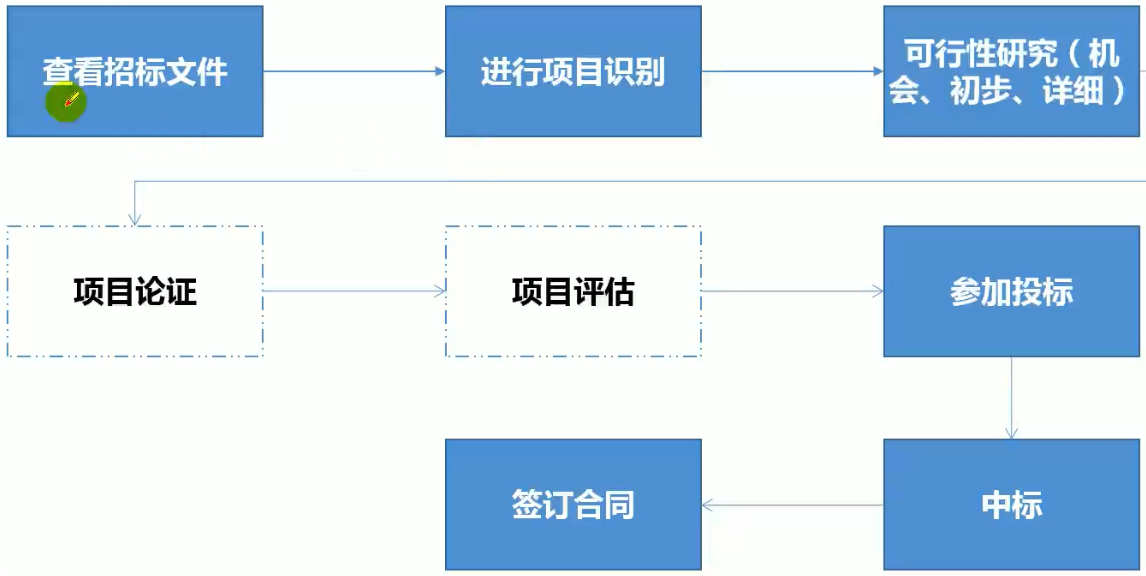 查看招标文件
进行项目识别
可行性研究（机
会、初步、详细）
项目论证
项目评估
参加投标
签订合同
中标